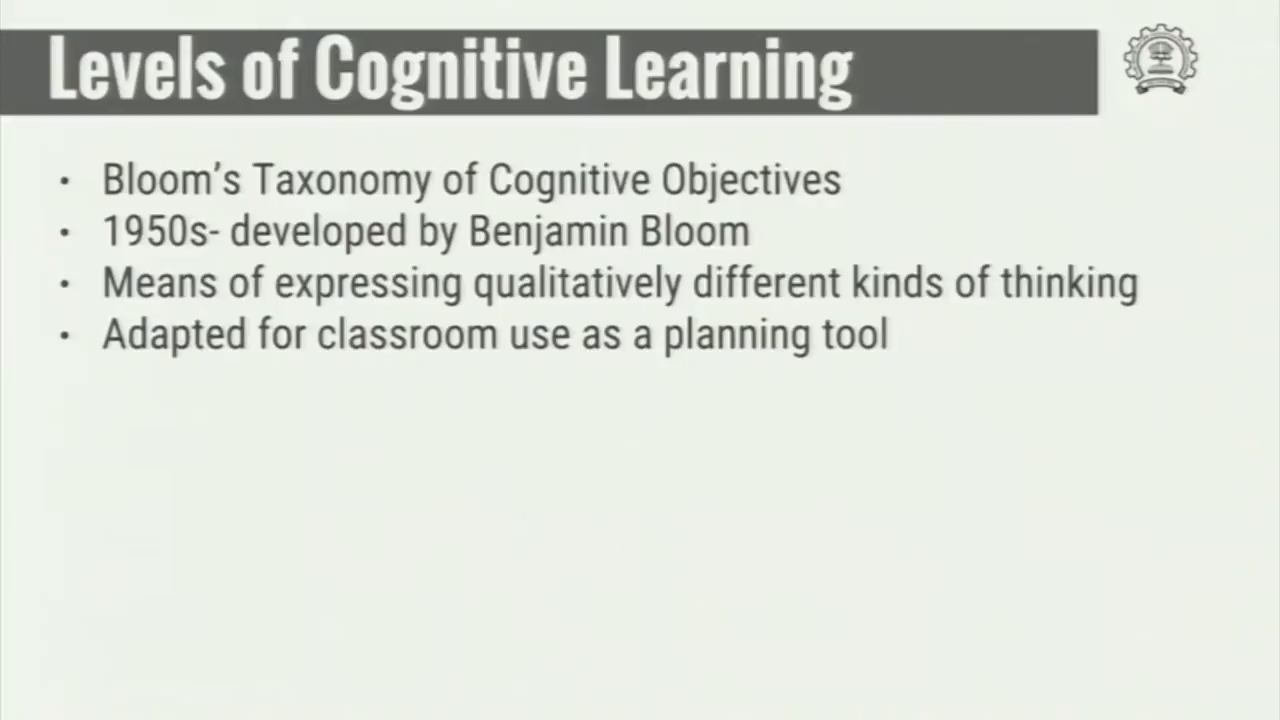 Levels of Cognitive Learning
• Bloom's Taxonomy of Cognitive Objectives
• 1950s- developed by Benjamin Bloom
• Means of expressing qualitatively different kinds of thinking
• Adapted for classroom use as a planning tool